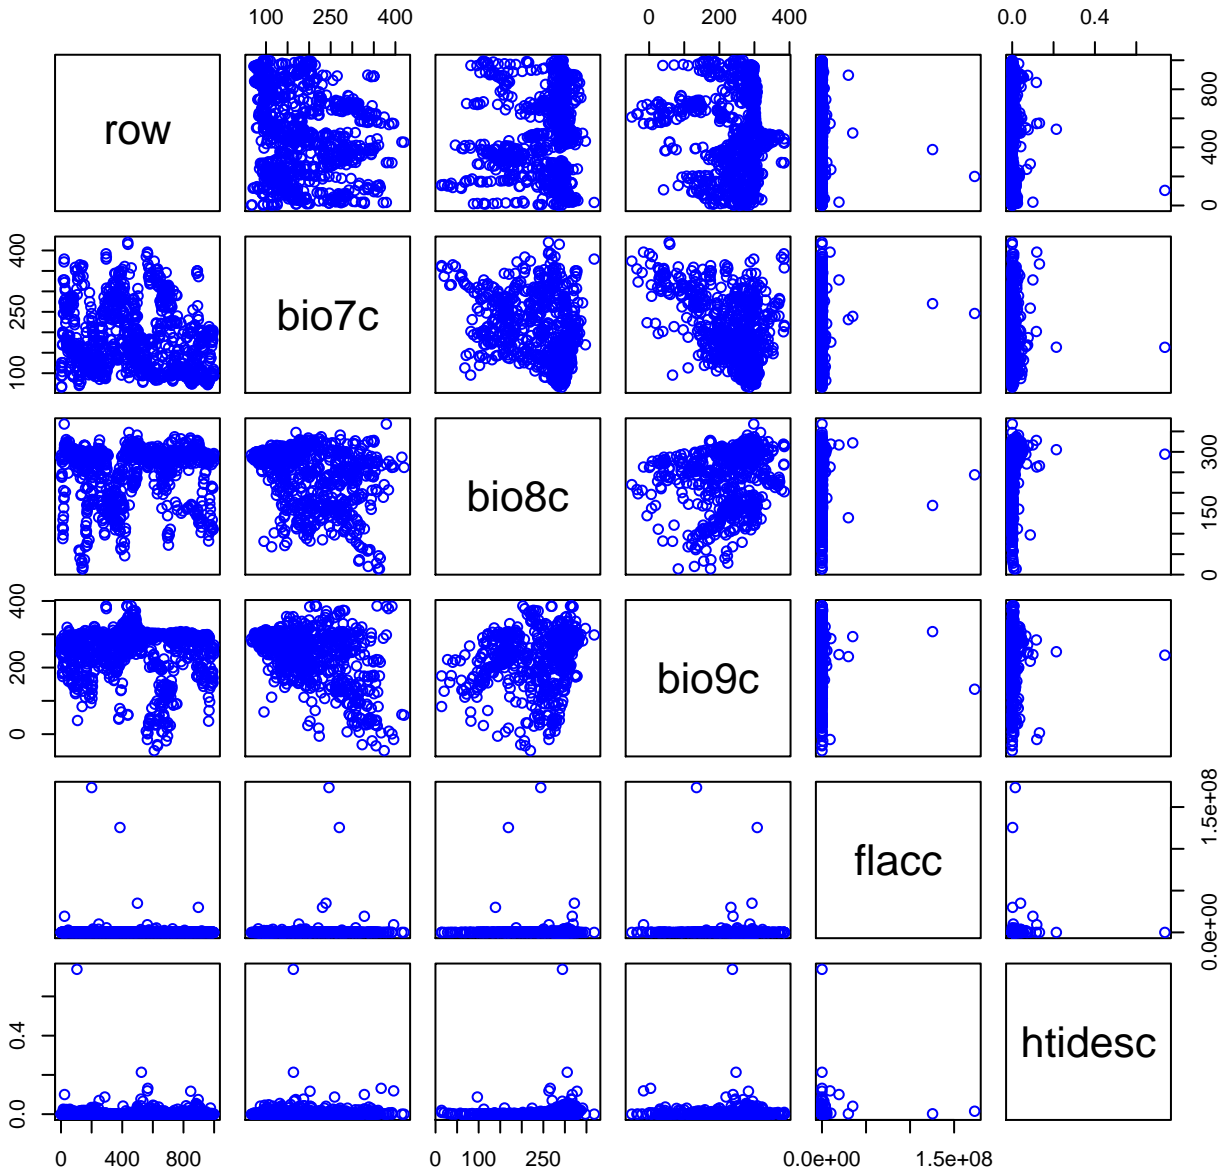 100 250 400 0 200 400 0.0 0.4
row 0 400 800
100 250 400 bio7c
bio8c 0 150 300
0 200 400 bio9c
flacc 0.0e+00 1.5e+08
0.0 0.4 htidesc
0 400 800 0 100 250 0.0e+00 1.5e+08